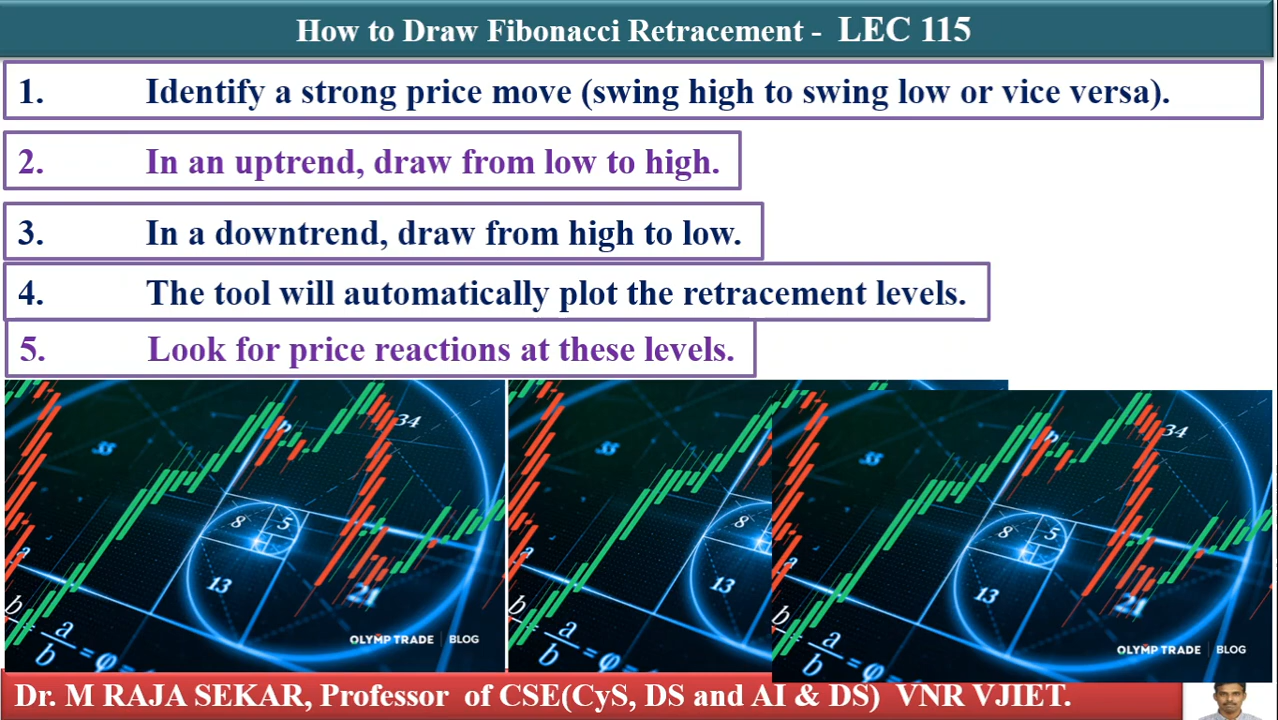 How to Draw Fibonacci Retracement - LEC 115
1. Identify a strong price move (swing high to swing low or vice versa).
2. In an uptrend, draw from low to high.
3. In a downtrend, draw from high to low.
4. The tool will automatically plot the retracement levels.
5. Look for price reactions at these levels.
b 34
55
8 5
a
13
21
b
a/b = φ =
OLYMP TRADE | BLOG
55
8
a
13
b
a/b = φ =
b 34
55
8 5
a
13
21
b
a/b = φ
OLYMP TRADE | BLOG
Dr. M RAJA SEKAR, Professor of CSE(CyS, DS and AI & DS) VNR VJIET.